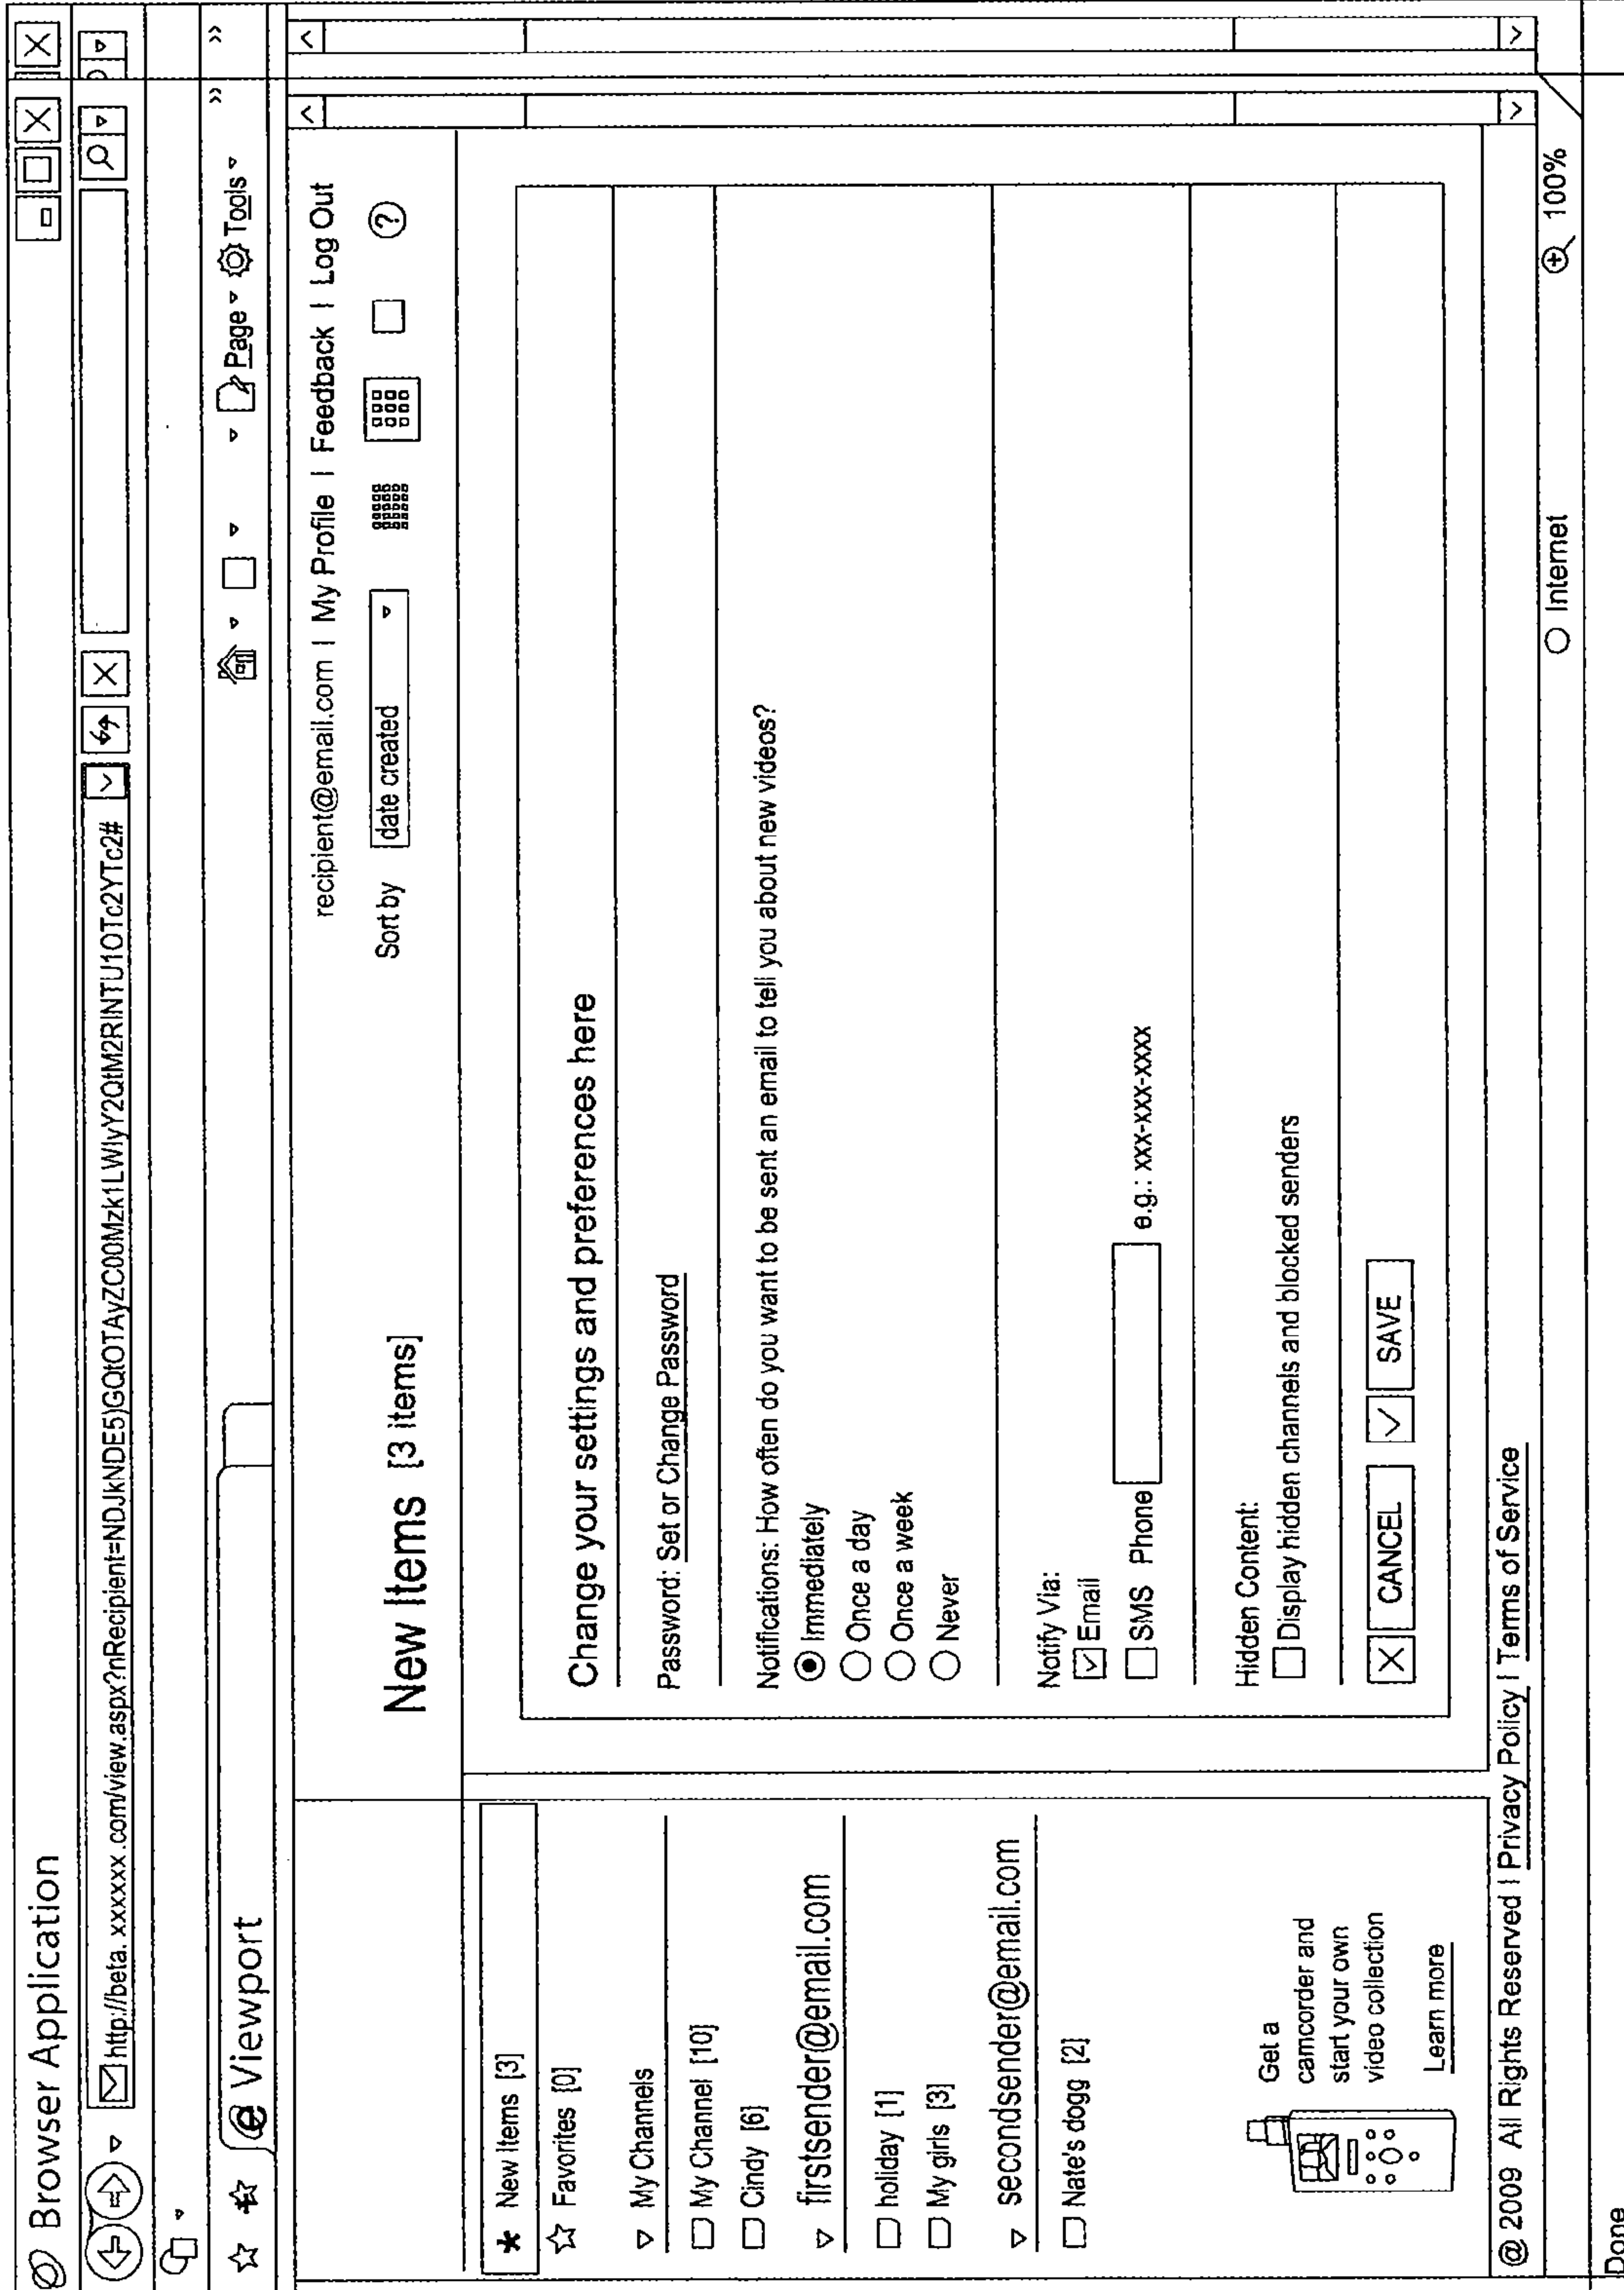 Browser Application
http://beta. xxxxxx .com/view.aspx?nRecipient=NDJkNDE5)GQtOTAyZC00Mzk1LWIyY2QtM2RlNTU1OTc2YTc2#
Viewport
Page Tools
recipient@email.com | My Profile | Feedback | Log Out
New Items [3 items]
Sort by date created
?
New Items [3]
Favorites [0]
My Channels
My Channel [10]
Cindy [6]
firstsender@email.com
holiday [1]
My girls [3]
secondsender@email.com
Nate's dogg [2]
Get a
camcorder and
start your own
video collection
Learn more
Change your settings and preferences here
Password: Set or Change Password
Notifications: How often do you want to be sent an email to tell you about new videos?
Immediately
Once a day
Once a week
Never
Notify Via:
Email
SMS Phone e.g.: xxx-xxx-xxxx
Hidden Content:
Display hidden channels and blocked senders
CANCEL SAVE
@ 2009 All Rights Reserved | Privacy Policy | Terms of Service
Internet 100%
Done